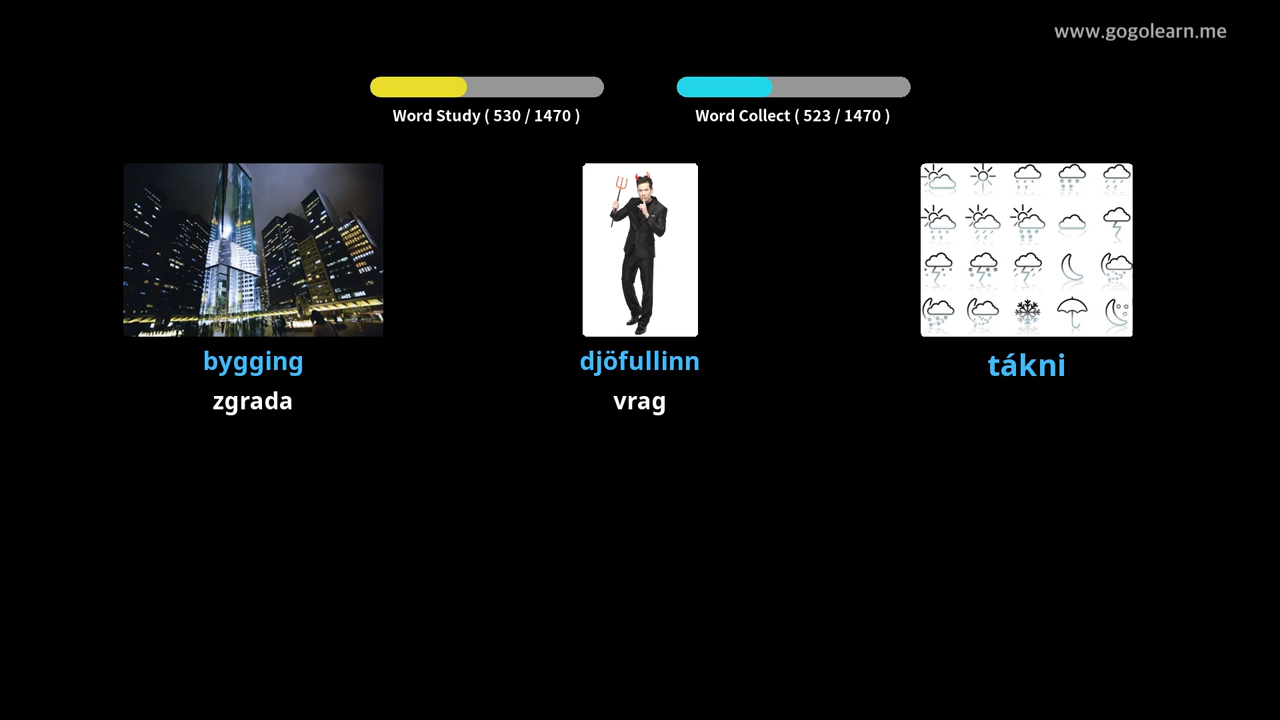 www.gogolearn.me
Word Study ( 530 / 1470 )
Word Collect ( 523 / 1470 )
bygging
djöfullinn
tákni
zgrada
vrag